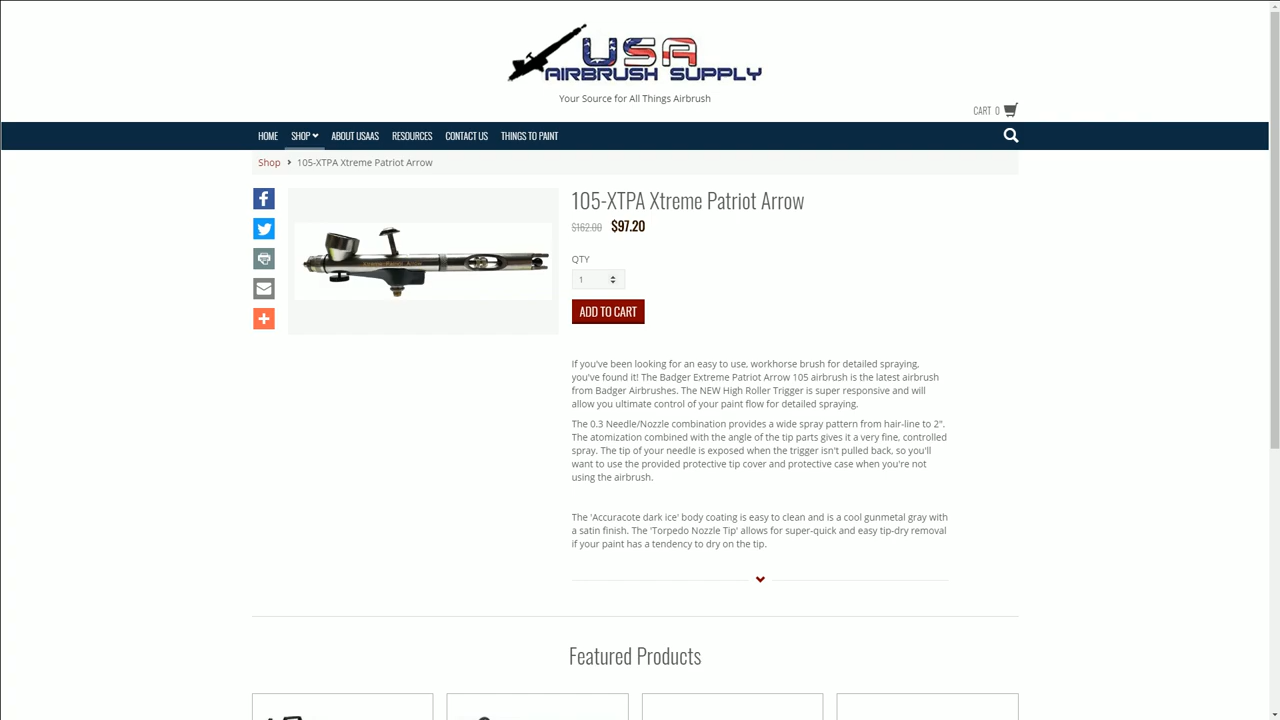 USA
AIRBRUSH SUPPLY
Your Source for All Things Airbrush
CART 0
HOME SHOP ABOUT USAAS RESOURCES CONTACT US THINGS TO PAINT
Shop > 105-XTPA Xtreme Patriot Arrow
105-XTPA Xtreme Patriot Arrow
$162.00 $97.20
QTY
1
ADD TO CART
If you've been looking for an easy to use, workhorse brush for detailed spraying,
you've found it! The Badger Extreme Patriot Arrow 105 airbrush is the latest airbrush
from Badger Airbrushes. The NEW High Roller Trigger is super responsive and will
allow you ultimate control of your paint flow for detailed spraying.
The 0.3 Needle/Nozzle combination provides a wide spray pattern from hair-line to 2".
The atomization combined with the angle of the tip parts gives it a very fine, controlled
spray. The tip of your needle is exposed when the trigger isn't pulled back, so you'll
want to use the provided protective tip cover and protective case when you're not
using the airbrush.
The 'Accuracote dark ice' body coating is easy to clean and is a cool gunmetal gray with
a satin finish. The 'Torpedo Nozzle Tip' allows for super-quick and easy tip-dry removal
if your paint has a tendency to dry on the tip.
Featured Products